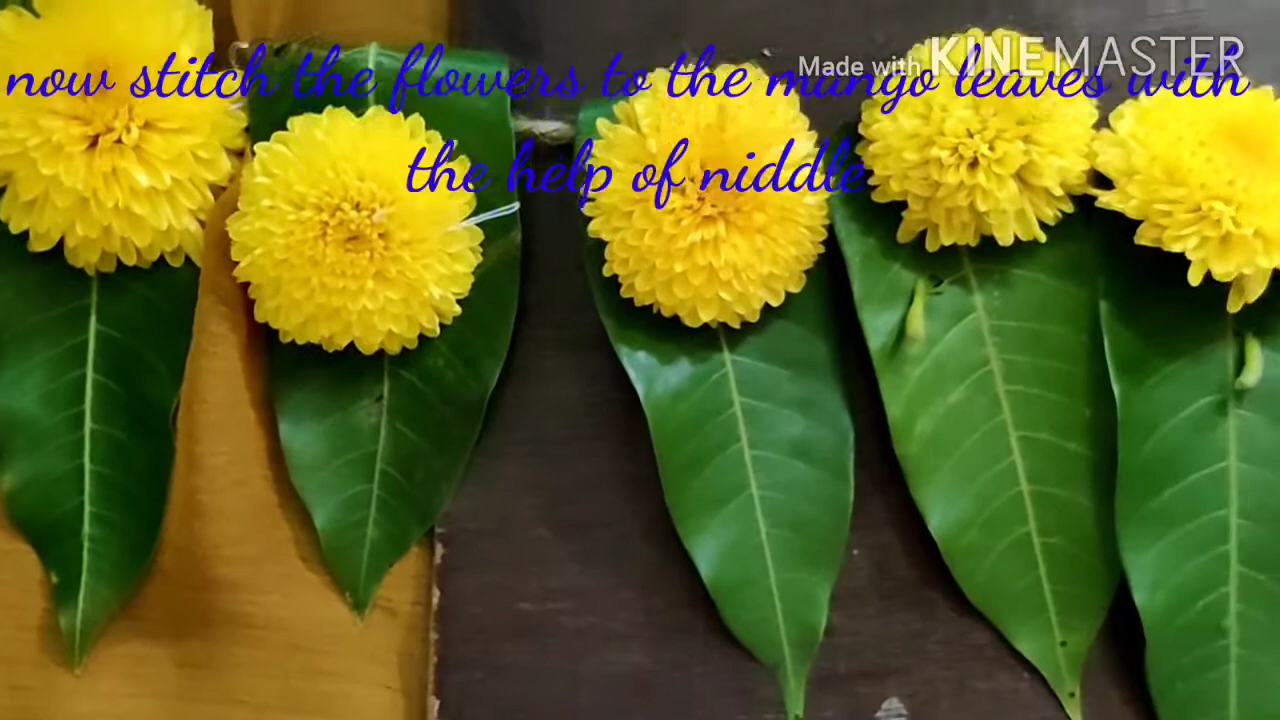 Made with KINEMASTER
now stitch the flowers to the mango leaves with
the help of niddle